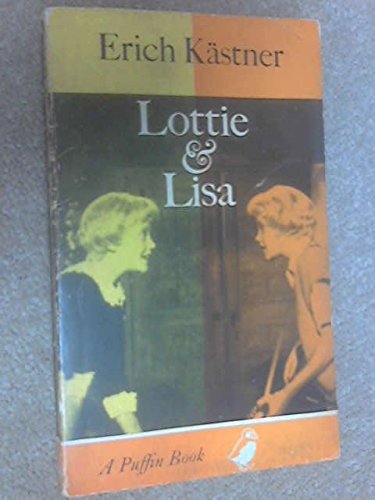 Erich Kästner
Lottie
&
Lisa
A Puffin Book